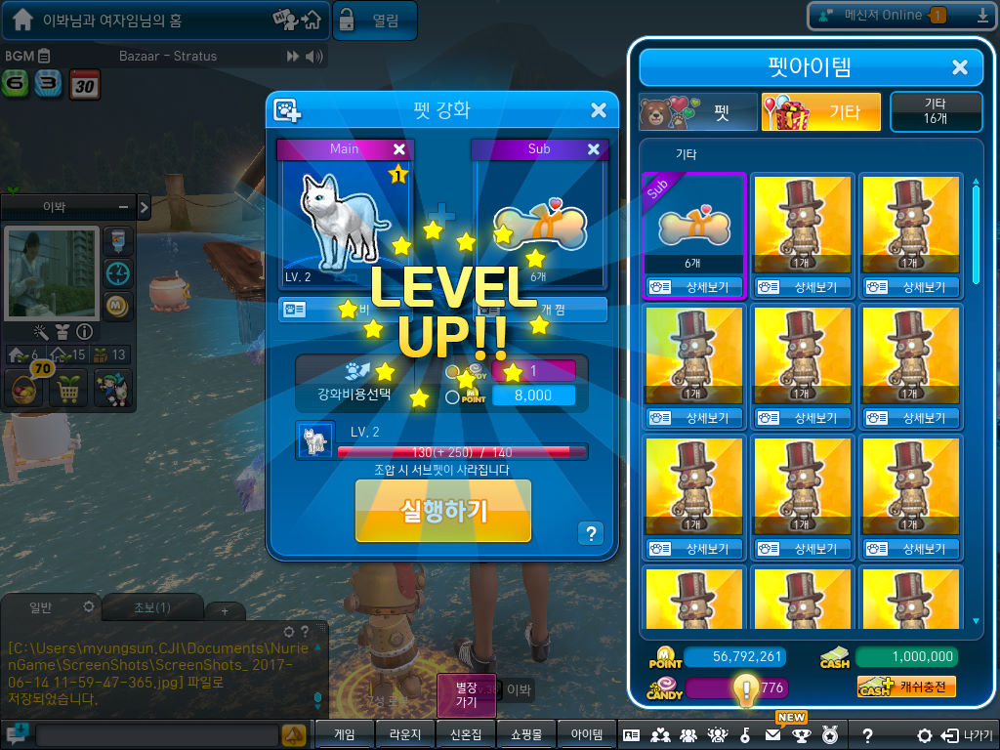 이봐님과 여자임님의 홈
열림
메신저 Online 1
BGM
Bazaar - Stratus
6 3 30
펫 강화
Main
Sub
1
LV. 2
6개
LEVEL
UP!!
비
개 껌
강화비용선택
1
POINT 8,000
LV. 2
130(+ 250) / 140
조합 시 서브펫이 사라집니다
실행하기
?
펫아이템
펫
기타
기타
16개
기타
Sub
6개 1개 1개
상세보기 상세보기 상세보기
1개 1개 1개
상세보기 상세보기 상세보기
1개 1개 1개
상세보기 상세보기 상세보기
POINT 56,792,261
CASH 1,000,000
CANDY 776
CASH 캐쉬충전
이봐
M
6 15 13
70
일반
초보(1)
+
?
[C:\Users\myungsun.CJI\Documents\Nurie
nGame\ScreenShots\ScreenShots_ 2017-
06-14 11-59-47-365.jpg] 파일로
저장되었습니다.
별장
가기
이봐
NEW
게임 라운지 신혼집 쇼핑몰 아이템
?
나가기